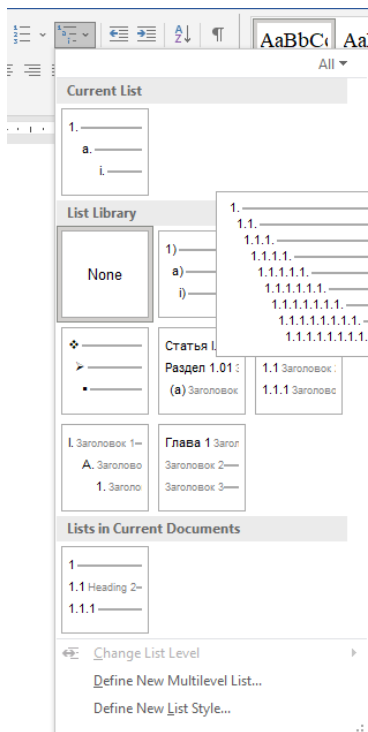 AaBbCc Aa
All
Current List
1.
a.
i.
List Library
None
1)
a)
i)
1.
1.1.
1.1.1.
1.1.1.1.
1.1.1.1.1.
1.1.1.1.1.1.
1.1.1.1.1.1.1.
1.1.1.1.1.1.1.1.
1.1.1.1.1.1.1.1.1.
Статья I.
Раздел 1.01 З
(a) Заголовок
1.1 Заголовок
1.1.1 Заголовс
I. Заголовок 1
A. Заголово
1. Заголо
Глава 1 Загол
Заголовок 2
Заголовок 3
Lists in Current Documents
1
1.1 Heading 2
1.1.1
Change List Level
Define New Multilevel List...
Define New List Style...